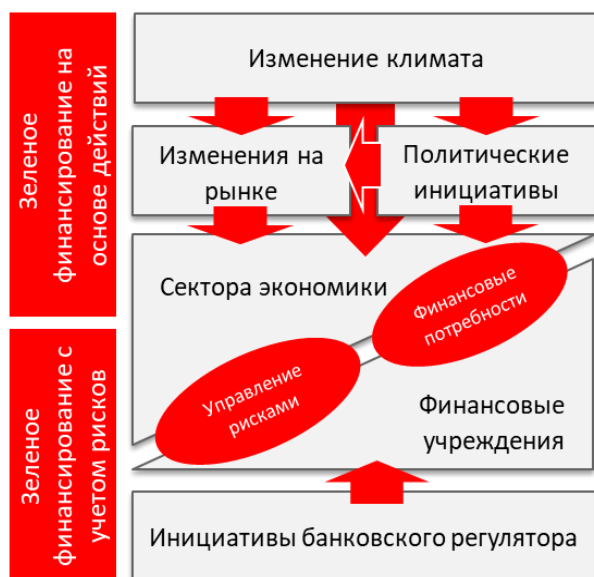 Зеленое
финансирование на
основе действий
Изменение климата
Изменения на
рынке
Политические
инициативы
Сектора экономики
Финансовые
потребности
Зеленое
финансирование с
учетом рисков
Управление
рисками
Финансовые
учреждения
Инициативы банковского регулятора